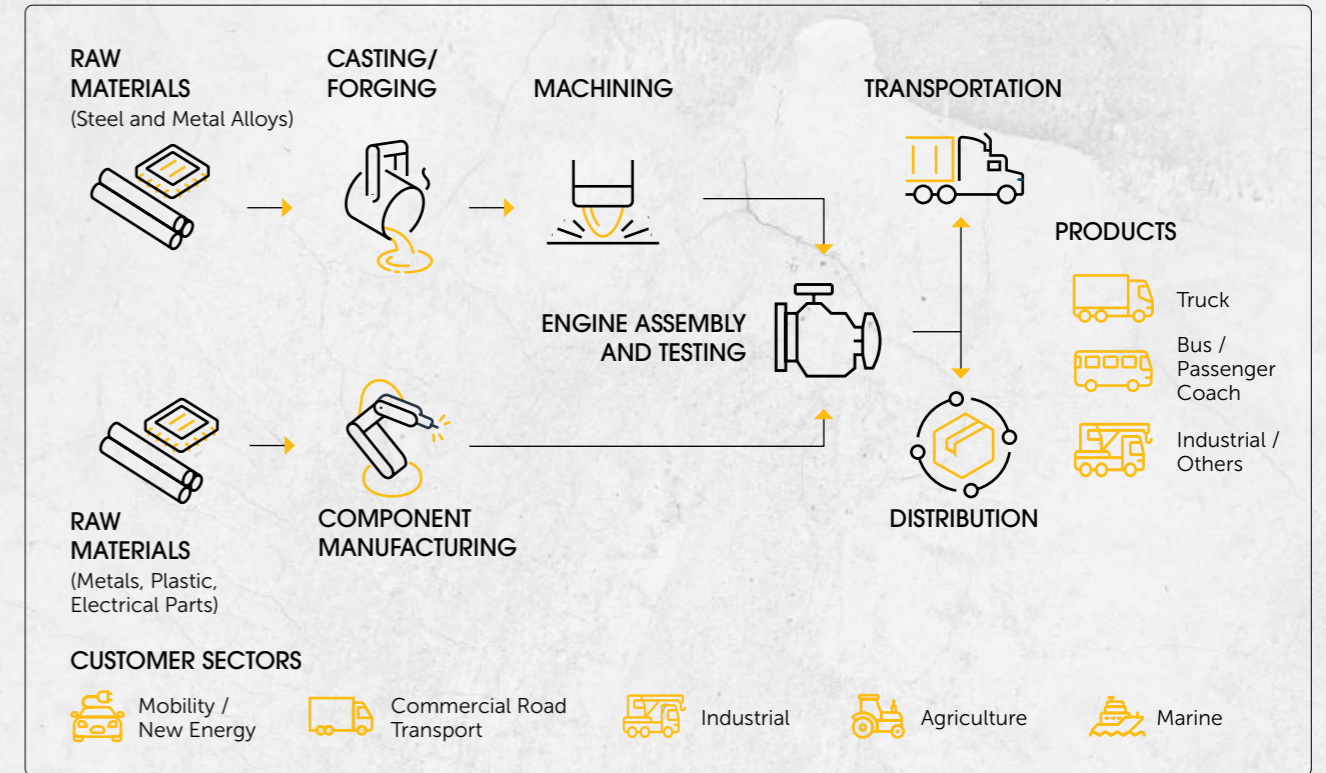 RAW
MATERIALS
(Steel and Metal Alloys)
CASTING/
FORGING
MACHINING
TRANSPORTATION
PRODUCTS
Truck
Bus /
Passenger
Coach
Industrial /
Others
ENGINE ASSEMBLY
AND TESTING
RAW
MATERIALS
(Metals, Plastic,
Electrical Parts)
COMPONENT
MANUFACTURING
DISTRIBUTION
CUSTOMER SECTORS
Mobility /
New Energy
Commercial Road
Transport
Industrial
Agriculture
Marine